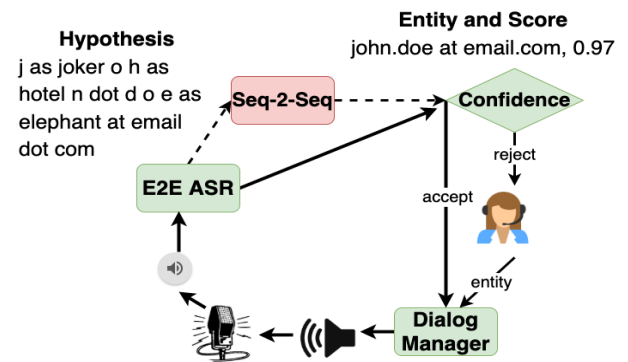 Entity and Score
john.doe at email.com, 0.97
Hypothesis
j as joker o h as
hotel n dot d o e as
elephant at email
dot com
Seq-2-Seq
Confidence
reject
E2E ASR
accept
entity
Dialog
Manager